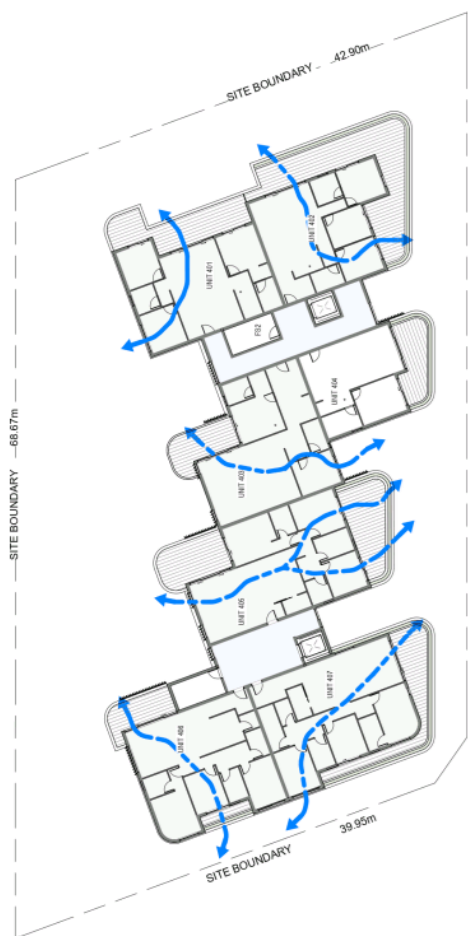 42.90m
SITE BOUNDARY
UNIT 402
UNIT 401
FS2
UNIT 404
68.67m
UNIT 403
SITE BOUNDARY
UNIT 405
UNIT 407
UNIT 406
39.95m
SITE BOUNDARY